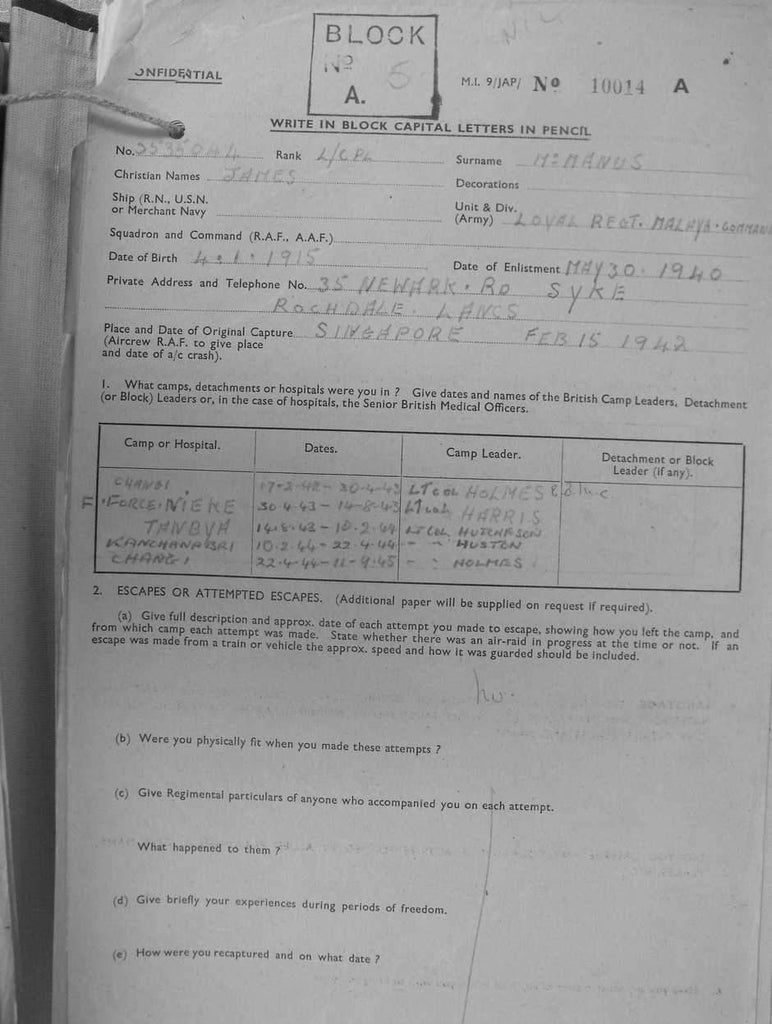 BLOCK
Nº 5
A.
ONFIDENTIAL
M.I. 9/JAP/ Nº 10014 A
WRITE IN BLOCK CAPITAL LETTERS IN PENCIL
No. Rank L/CPL Surname McMANUS
Christian Names JAMES Decorations
Ship (R.N., U.S.N. or Merchant Navy
Unit & Div. (Army) LOYAL REGT. MALAYA. COMMAN
Squadron and Command (R.A.F., A.A.F.)
Date of Birth 4. 1. 1915 Date of Enlistment MAY 30. 1940
Private Address and Telephone No. 35 NEWARK. RD SYKE
ROCHDALE. LANCS
Place and Date of Original Capture SINGAPORE FEB 15 1942
(Aircrew R.A.F. to give place
and date of a/c crash).
1. What camps, detachments or hospitals were you in ? Give dates and names of the British Camp Leaders, Detachment
(or Block) Leaders or, in the case of hospitals, the Senior British Medical Officers.
Camp or Hospital. Dates. Camp Leader. Detachment or Block Leader (if any).
CHANGI. 17-2-42 - 30-4-43 LT COL HOLMES
F FORCE. NIEKE 30-4-43 - 14-8-43 LT COL HARRIS
TANBYA 14-8-43 - 10-2-44 LT COL HUTCHISON
KANCHANABRI 10-2-44 - 22-4-44 - " HUSTON
CHANGI 22-4-44 - 11-9-45 - " HOLMES
2. ESCAPES OR ATTEMPTED ESCAPES. (Additional paper will be supplied on request if required).
(a) Give full description and approx. date of each attempt you made to escape, showing how you left the camp, and
from which camp each attempt was made. State whether there was an air-raid in progress at the time or not. If an
escape was made from a train or vehicle the approx. speed and how it was guarded should be included.
(b) Were you physically fit when you made these attempts ?
(c) Give Regimental particulars of anyone who accompanied you on each attempt.
What happened to them ?
(d) Give briefly your experiences during periods of freedom.
(e) How were you recaptured and on what date ?